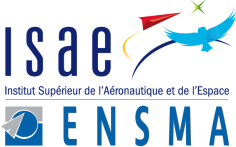 isae
Institut Supérieur de l'Aéronautique et de l'Espace
ENSMA